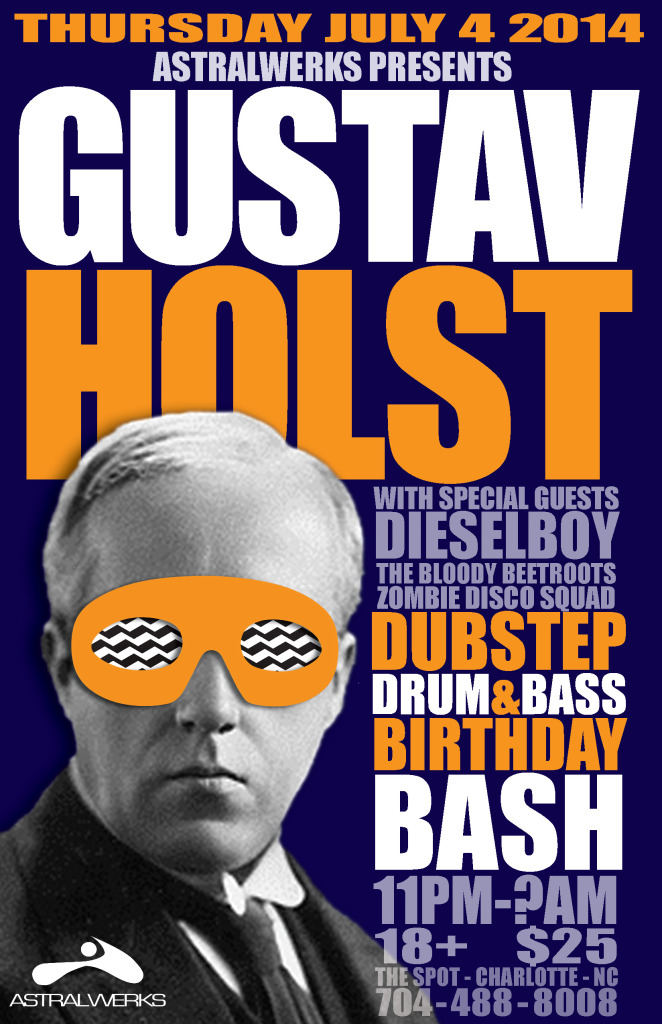 THURSDAY JULY 4 2014
ASTRALWERKS PRESENTS
GUSTAV
HOLST
WITH SPECIAL GUESTS
DIESELBOY
THE BLOODY BEETROOTS
ZOMBIE DISCO SQUAD
DUBSTEP
DRUM&BASS
BIRTHDAY
BASH
11PM-?AM
18+ $25
THE SPOT - CHARLOTTE - NC
704-488-8008
ASTRALWERKS